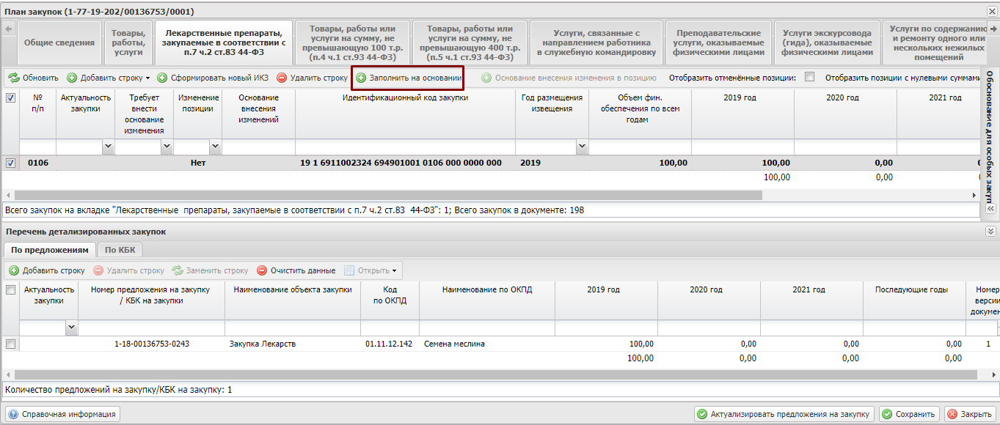 План закупок (1-77-19-202/00136753/0001)
Общие сведения
Товары, работы, услуги
Лекарственные препараты, закупаемые в соответствии с п.7 ч.2 ст.83 44-ФЗ
Товары, работы или услуги на сумму, не превышающую 100 т.р. (п.4 ч.1 ст.93 44-ФЗ)
Товары, работы или услуги на сумму, не превышающую 400 т.р. (п.5 ч.1 ст.93 44-ФЗ)
Услуги, связанные с направлением работника в служебную командировку
Преподавательские услуги, оказываемые физическими лицами
Услуги экскурсовода (гида), оказываемые физическими лицами
Услуги по содержанию и ремонту одного или нескольких нежилых помещений
Обновить Добавить строку Сформировать новый ИКЗ Удалить строку Заполнить на основании Основание внесения изменения в позицию Отобразить отменённые позиции: Отобразить позиции с нулевыми суммами
№ п/п
Актуальность закупки
Требует внести основание изменения
Изменение позиции
Основание внесения изменений
Идентификационный код закупки
Год размещения извещения
Объем фин. обеспечения по всем годам
2019 год
2020 год
2021 год
Обоснование для особых закуп
0106 Нет 19 1 6911002324 694901001 0106 000 0000 000 2019 100,00 100,00 0,00
100,00 0,00
Всего закупок на вкладке "Лекарственные препараты, закупаемые в соответствии с п.7 ч.2 ст.83 44-ФЗ": 1; Всего закупок в документе: 198
Перечень детализированных закупок
По предложениям По КБК
Добавить строку Удалить строку Заменить строку Очистить данные Открыть
Актуальность закупки
Номер предложения на закупку / КБК на закупки
Наименование объекта закупки
Код по ОКПД
Наименование по ОКПД
2019 год
2020 год
2021 год
Последующие годы
Номер версии докумен
1-18-00136753-0243 Закупка Лекарств 01.11.12.142 Семена меслина 100,00 0,00 0,00 0,00 1
100,00 0,00 0,00 0,00
Количество предложений на закупку/КБК на закупку: 1
Справочная информация Актуализировать предложения на закупку Сохранить Закрыть